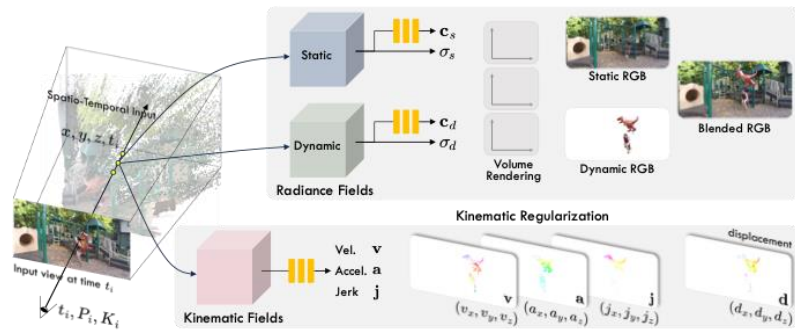 Spatio-Temporal Input
x, y, z, t_i
Input view at time t_i
t_i, P_i, K_i
Static
c_s
σ_s
Dynamic
c_d
σ_d
Radiance Fields
Volume
Rendering
Static RGB
Dynamic RGB
Blended RGB
Kinematic Regularization
Kinematic Fields
Vel. v
Accel. a
Jerk j
v
(v_x, v_y, v_z)
a
(a_x, a_y, a_z)
j
(j_x, j_y, j_z)
displacement
d
(d_x, d_y, d_z)